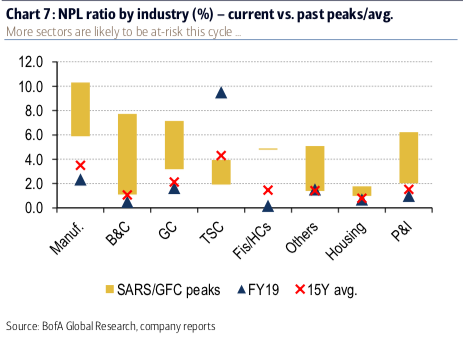 Chart 7: NPL ratio by industry (%) – current vs. past peaks/avg.
More sectors are likely to be at-risk this cycle ...
12.0
10.0
8.0
6.0
4.0
2.0
0.0
Manuf.
B&C
GC
TSC
Fis/HCs
Others
Housing
P&I
SARS/GFC peaks
FY19
15Y avg.
Source: BofA Global Research, company reports